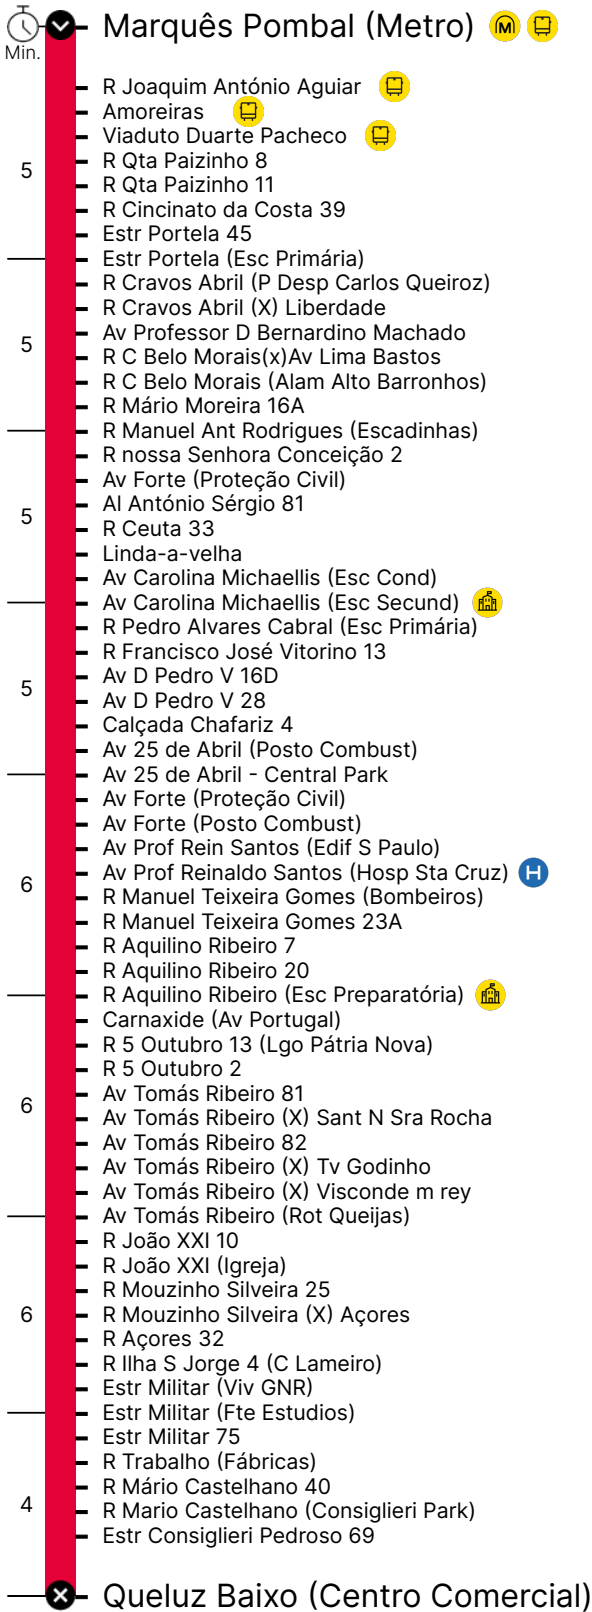 Marquês Pombal (Metro)
Min.
R Joaquim António Aguiar
Amoreiras
Viaduto Duarte Pacheco
R Qta Paizinho 8
5
R Qta Paizinho 11
R Cincinato da Costa 39
Estr Portela 45
Estr Portela (Esc Primária)
R Cravos Abril (P Desp Carlos Queiroz)
R Cravos Abril (X) Liberdade
Av Professor D Bernardino Machado
5
R C Belo Morais(x)Av Lima Bastos
R C Belo Morais (Alam Alto Barronhos)
R Mário Moreira 16A
R Manuel Ant Rodrigues (Escadinhas)
R nossa Senhora Conceição 2
Av Forte (Proteção Civil)
Al António Sérgio 81
5
R Ceuta 33
Linda-a-velha
Av Carolina Michaellis (Esc Cond)
Av Carolina Michaellis (Esc Secund)
R Pedro Alvares Cabral (Esc Primária)
R Francisco José Vitorino 13
Av D Pedro V 16D
5
Av D Pedro V 28
Calçada Chafariz 4
Av 25 de Abril (Posto Combust)
Av 25 de Abril - Central Park
Av Forte (Proteção Civil)
Av Forte (Posto Combust)
Av Prof Rein Santos (Edif S Paulo)
Av Prof Reinaldo Santos (Hosp Sta Cruz) H
6
R Manuel Teixeira Gomes (Bombeiros)
R Manuel Teixeira Gomes 23A
R Aquilino Ribeiro 7
R Aquilino Ribeiro 20
R Aquilino Ribeiro (Esc Preparatória)
Carnaxide (Av Portugal)
R 5 Outubro 13 (Lgo Pátria Nova)
R 5 Outubro 2
Av Tomás Ribeiro 81
6
Av Tomás Ribeiro (X) Sant N Sra Rocha
Av Tomás Ribeiro 82
Av Tomás Ribeiro (X) Tv Godinho
Av Tomás Ribeiro (X) Visconde m rey
Av Tomás Ribeiro (Rot Queijas)
R João XXI 10
R João XXI (Igreja)
R Mouzinho Silveira 25
6
R Mouzinho Silveira (X) Açores
R Açores 32
R Ilha S Jorge 4 (C Lameiro)
Estr Militar (Viv GNR)
Estr Militar (Fte Estudios)
Estr Militar 75
R Trabalho (Fábricas)
R Mário Castelhano 40
4
R Mario Castelhano (Consiglieri Park)
Estr Consiglieri Pedroso 69
Queluz Baixo (Centro Comercial)